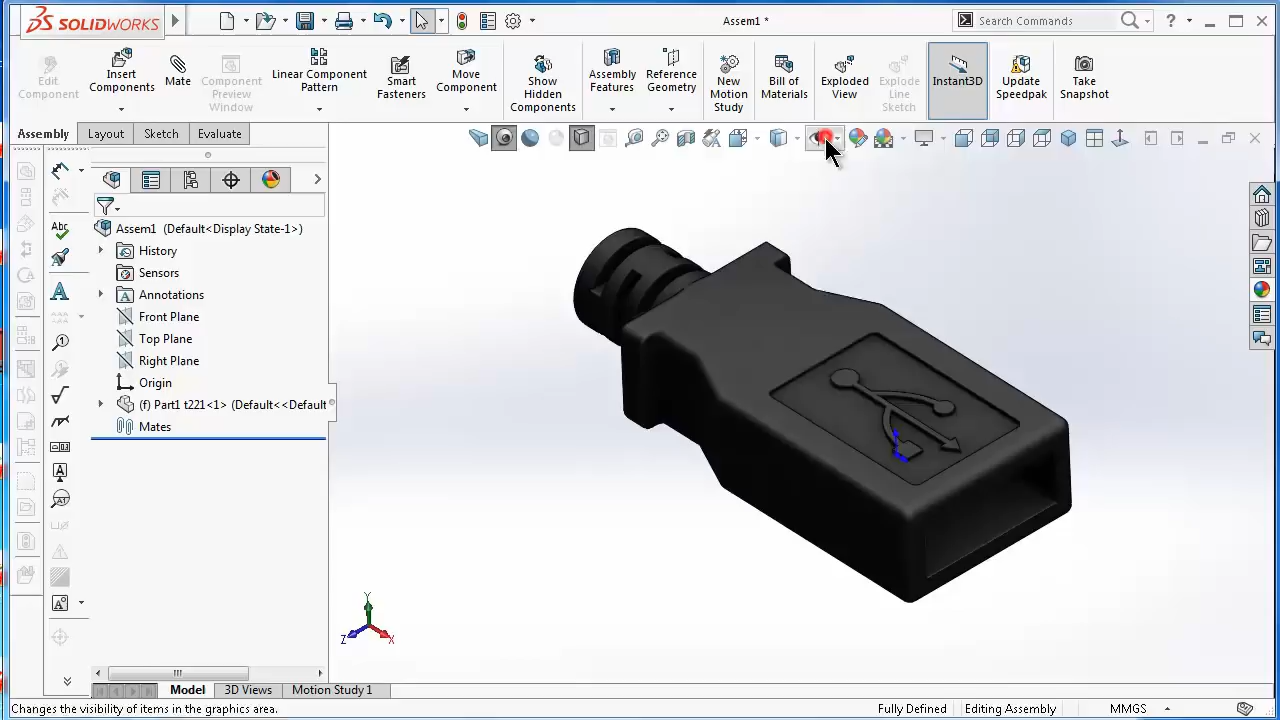 SOLIDWORKS
Assem1 *
Search Commands
Edit Component
Insert Components
Mate
Component Preview Window
Linear Component Pattern
Smart Fasteners
Move Component
Show Hidden Components
Assembly Features
Reference Geometry
New Motion Study
Bill of Materials
Exploded View
Explode Line Sketch
Instant3D
Update Speedpak
Take Snapshot
Assembly
Layout
Sketch
Evaluate
Assem1 (Default<Display State-1>)
History
Sensors
Annotations
Front Plane
Top Plane
Right Plane
Origin
(f) Part1 t221<1> (Default<<Default
Mates
Abc
Y
Z
X
Model
3D Views
Motion Study 1
Changes the visibility of items in the graphics area.
Fully Defined
Editing Assembly
MMGS